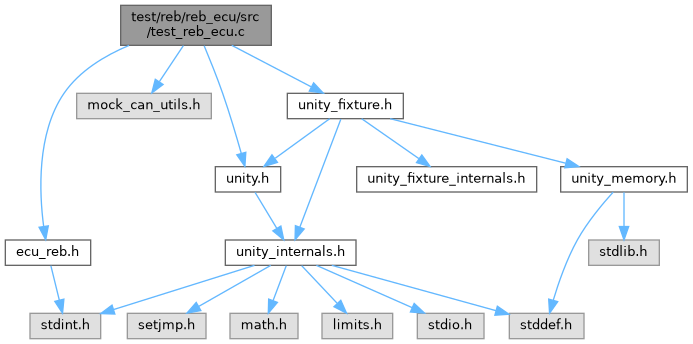 test/reb/reb_ecu/src
/test_reb_ecu.c
mock_can_utils.h
unity_fixture.h
unity.h
unity_fixture_internals.h
unity_memory.h
ecu_reb.h
unity_internals.h
stdlib.h
stdint.h
setjmp.h
math.h
limits.h
stdio.h
stddef.h